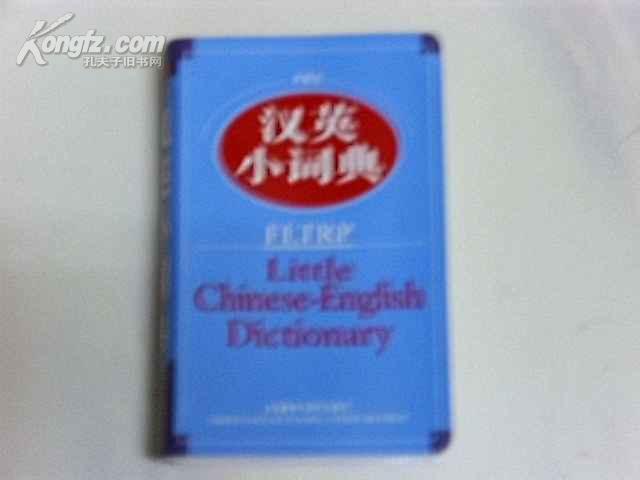 Kongfz.com
孔夫子旧书网
汉英
小词典
FLTRP
Little
Chinese-English
Dictionary